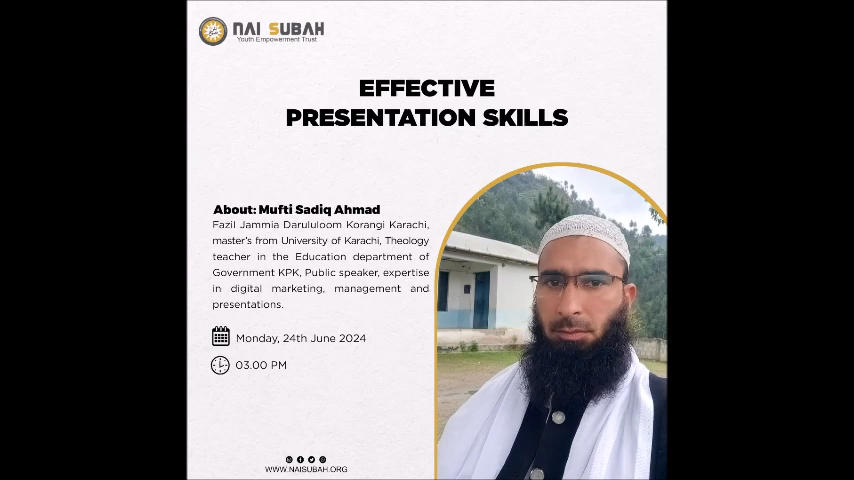 NAI SUBAH
Youth Empowerment Trust
EFFECTIVE
PRESENTATION SKILLS
About: Mufti Sadiq Ahmad
Fazil Jammia Darululoom Korangi Karachi,
master's from University of Karachi, Theology
teacher in the Education department of
Government KPK, Public speaker, expertise
in digital marketing, management and
presentations.
Monday, 24th June 2024
03.00 PM
WWW.NAISUBAH.ORG